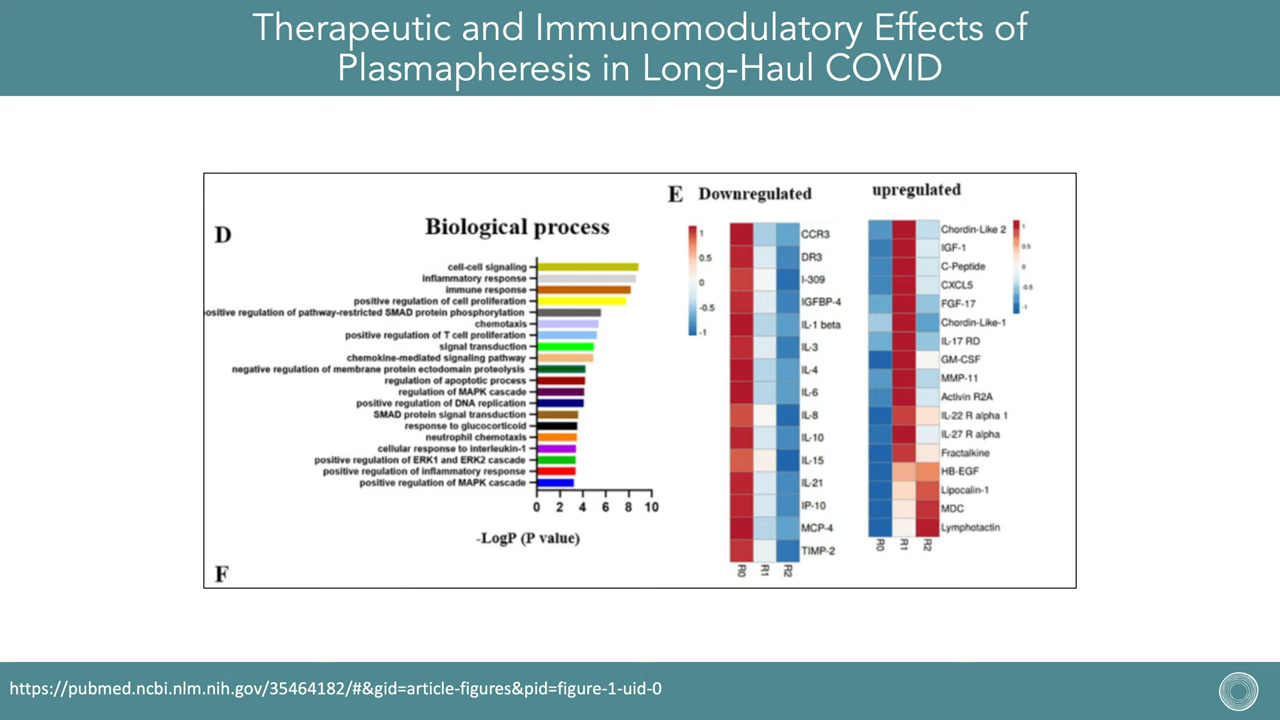 Therapeutic and Immunomodulatory Effects of
Plasmapheresis in Long-Haul COVID
D
Biological process
cell-cell signaling
inflammatory response
immune response
positive regulation of cell proliferation
ositive regulation of pathway-restricted SMAD protein phosphorylation
chemotaxis
positive regulation of T cell proliferation
signal transduction
chemokine-mediated signaling pathway
negative regulation of membrane protein ectodomain proteolysis
regulation of apoptotic process
regulation of MAPK cascade
positive regulation of DNA replication
SMAD protein signal transduction
response to glucocorticoid
neutrophil chemotaxis
cellular response to interleukin-1
positive regulation of ERK1 and ERK2 cascade
positive regulation of inflammatory response
positive regulation of MAPK cascade
0 2 4 6 8 10
-LogP (P value)
E Downregulated
1
0.5
0
-0.5
-1
CCR3
DR3
I-309
IGFBP-4
IL-1 beta
IL-3
IL-4
IL-6
IL-8
IL-10
IL-15
IL-21
IP-10
MCP-4
TIMP-2
R0 R1 R2
upregulated
Chordin-Like 2
IGF-1
C-Peptide
CXCL5
FGF-17
Chordin-Like-1
IL-17 RD
GM-CSF
MMP-11
Activin R2A
IL-22 R alpha 1
IL-27 R alpha
Fractalkine
HB-EGF
Lipocalin-1
MDC
Lymphotactin
1
0.5
0
-0.5
-1
R0 R1 R2
F
https://pubmed.ncbi.nlm.nih.gov/35464182/#&gid=article-figures&pid=figure-1-uid-0